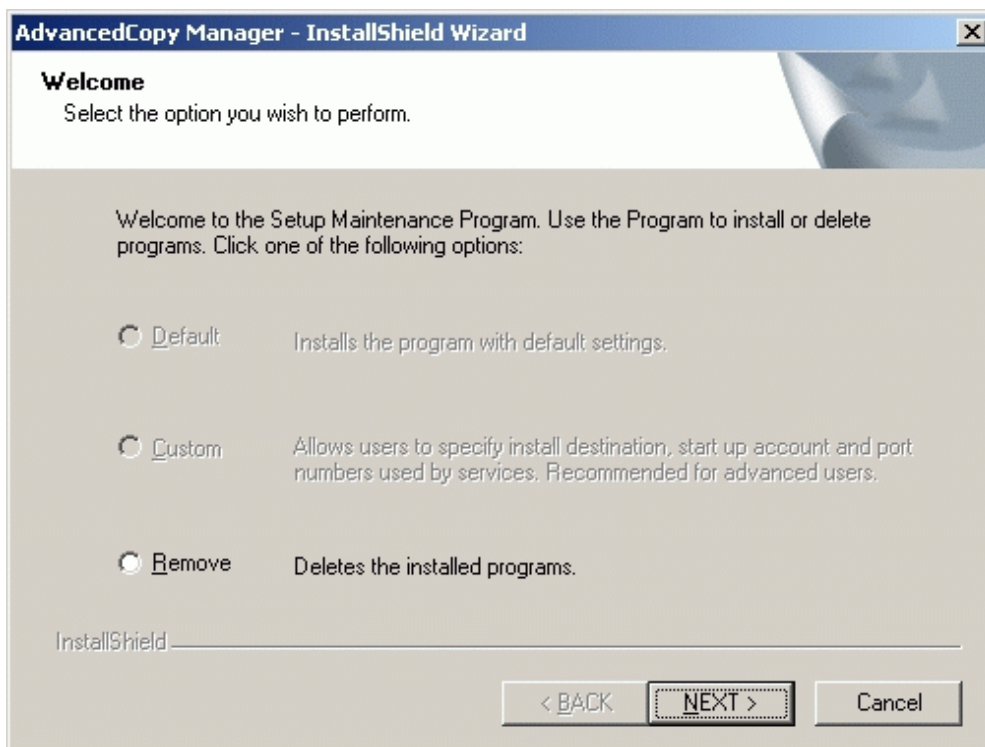 AdvancedCopy Manager - InstallShield Wizard
Welcome
Select the option you wish to perform.
Welcome to the Setup Maintenance Program. Use the Program to install or delete
programs. Click one of the following options:
Default Installs the program with default settings.
Custom Allows users to specify install destination, start up account and port
numbers used by services. Recommended for advanced users.
Remove Deletes the installed programs.
InstallShield
< BACK NEXT > Cancel